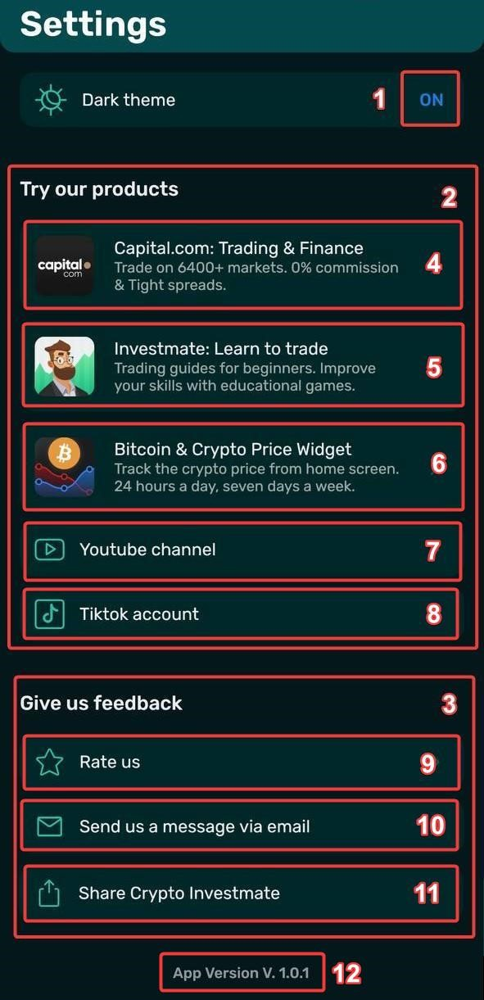 Settings
Dark theme 1 ON
Try our products 2
capital
com
Capital.com: Trading & Finance
Trade on 6400+ markets. 0% commission
& Tight spreads.
4
Investmate: Learn to trade
Trading guides for beginners. Improve
your skills with educational games.
5
Bitcoin & Crypto Price Widget
Track the crypto price from home screen.
24 hours a day, seven days a week.
6
Youtube channel 7
Tiktok account 8
Give us feedback 3
Rate us 9
Send us a message via email 10
Share Crypto Investmate 11
App Version V. 1.0.1 12